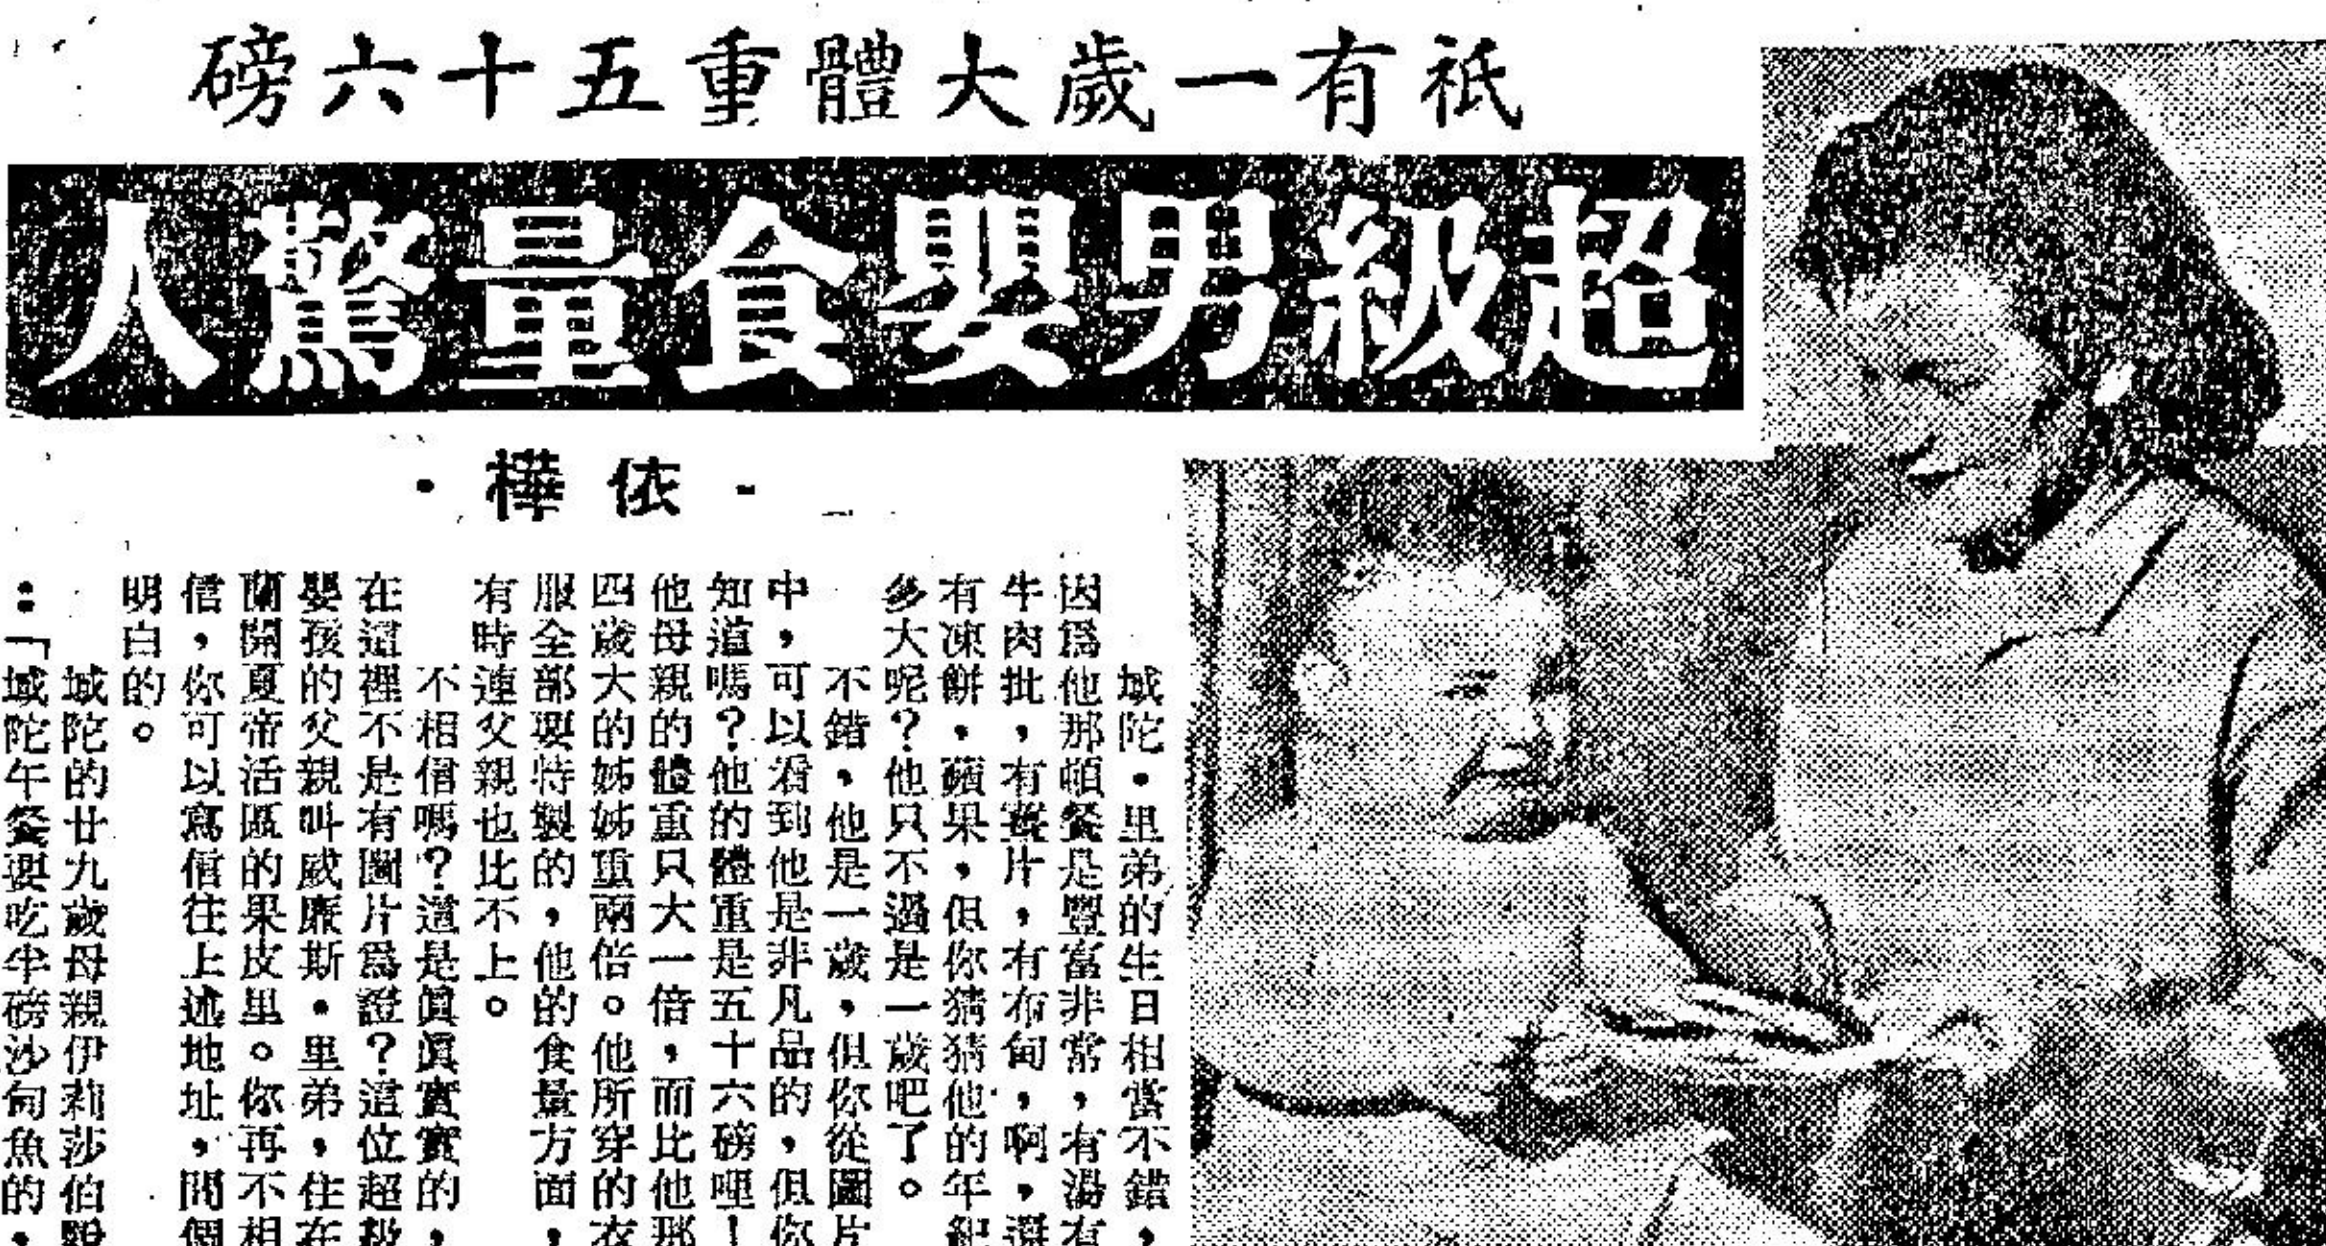 祇有一歲大體重五十六磅
超級男嬰食量驚人
·依樺·
域陀·里弟的生日相當不錯，
因爲他那頓餐是豐富非常，有湯有
牛肉批，有薯片，有布甸，啊，還
有凍餅，蘋果，但你猜猜他的年紀
多大呢？他只不過是一歲吧了。
不錯，他是一歲，但你從圖片
中，可以看到他是非凡品的，但你
知道嗎？他的體重是五十六磅哩！
他母親的體重只大一倍，而比他那
四歲大的姊姊重兩倍。他所穿的衣
服全部要特製的，他的食量方面，
有時連父親也比不上。
不相信嗎？這是眞眞實實的，
在這裡不是有圖片爲證？這位超級
嬰孩的父親叫威廉斯·里弟，住在
蘭開夏帝活區的果皮里。你再不相
信，你可以寫信往上述地址，問個
明白的。
域陀的廿九歲母親伊莉莎伯說
：「域陀午餐要吃半磅沙甸魚的，